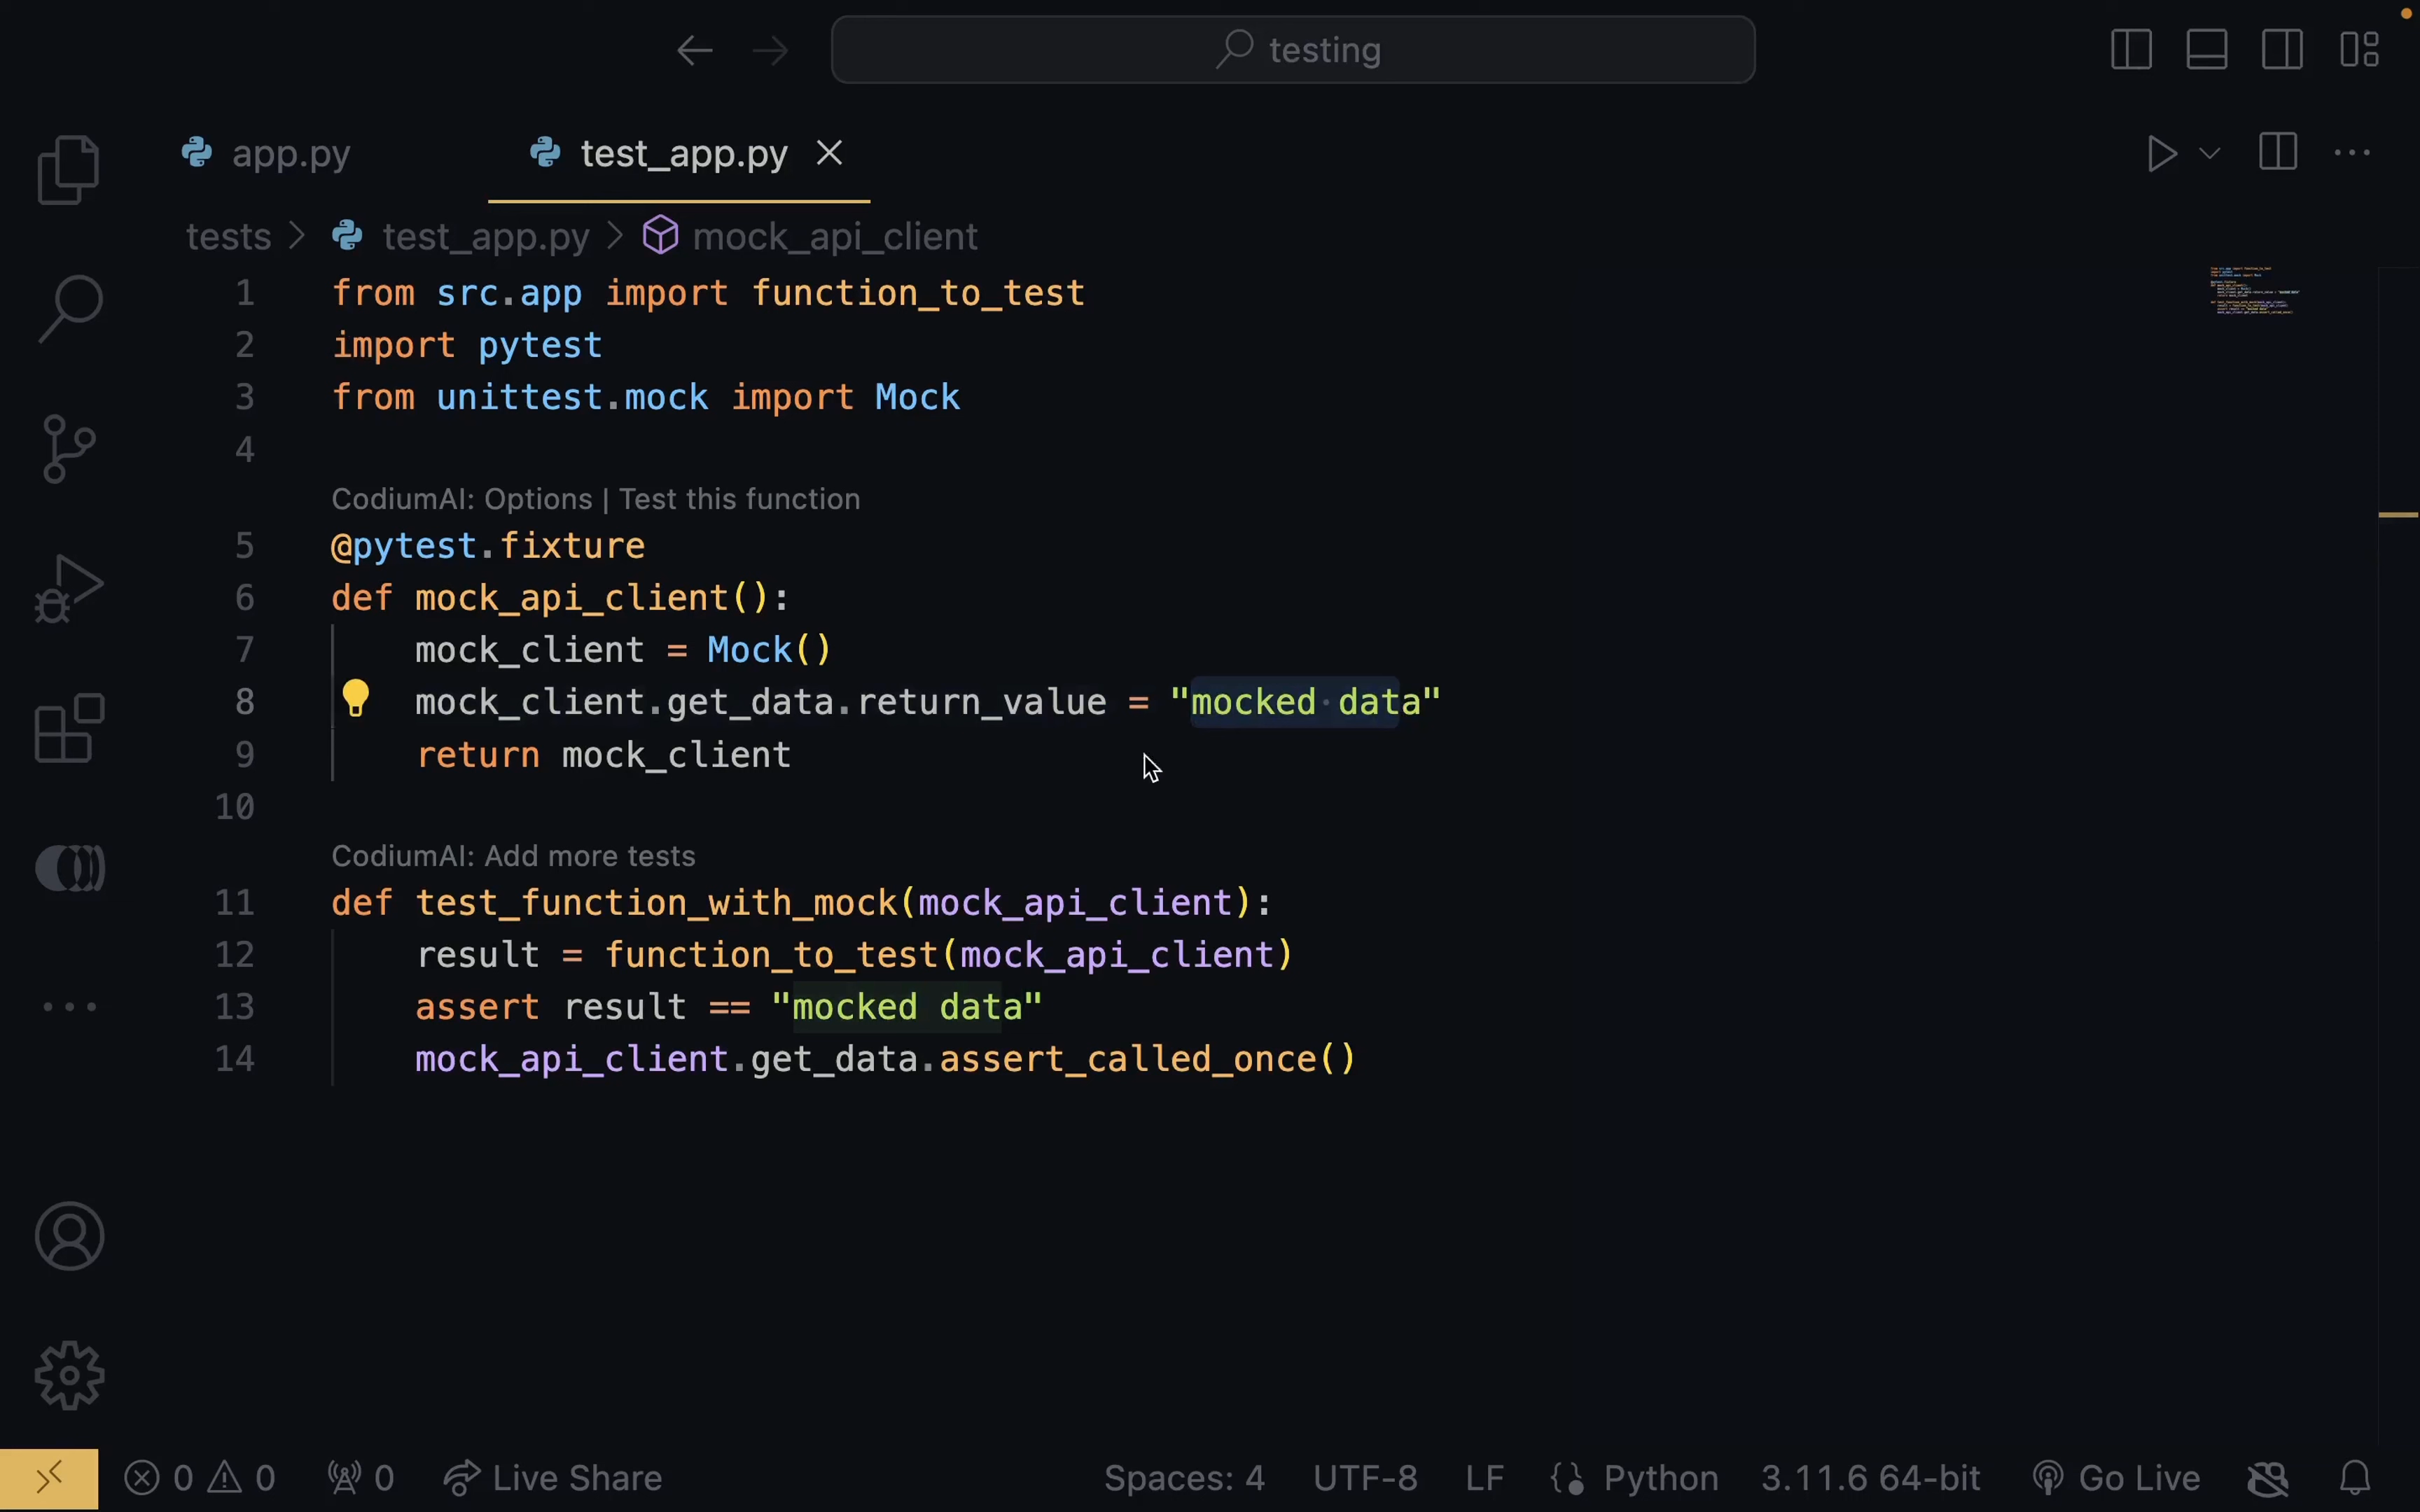 testing
app.py
test_app.py
tests > test_app.py > mock_api_client
1 from src.app import function_to_test
2 import pytest
3 from unittest.mock import Mock
4
CodiumAI: Options | Test this function
5 @pytest.fixture
6 def mock_api_client():
7     mock_client = Mock()
8     mock_client.get_data.return_value = "mocked data"
9     return mock_client
10
CodiumAI: Add more tests
11 def test_function_with_mock(mock_api_client):
12     result = function_to_test(mock_api_client)
13     assert result == "mocked data"
14     mock_api_client.get_data.assert_called_once()
0 0 0 Live Share Spaces: 4 UTF-8 LF Python 3.11.6 64-bit Go Live